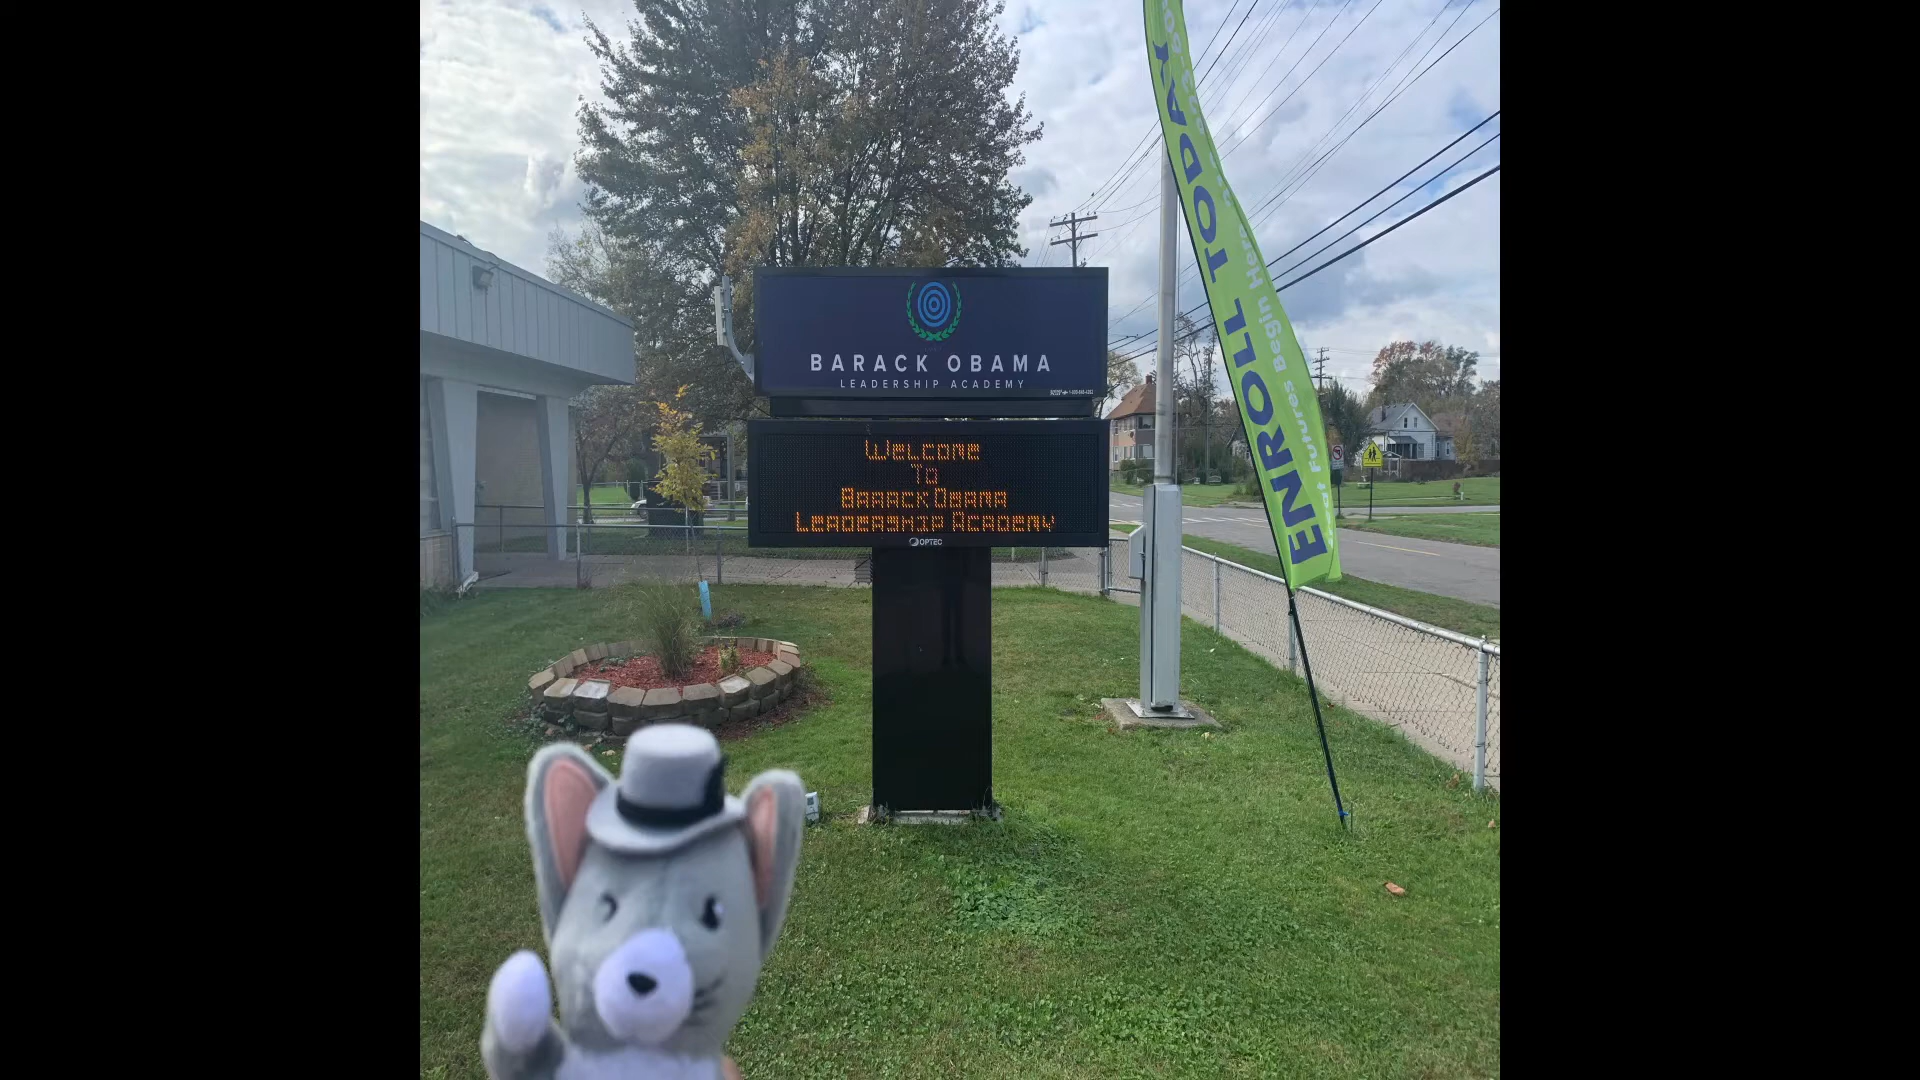 BARACK OBAMA
LEADERSHIP ACADEMY
Welcome
To
Barack Obama
Leadership Academy
OPTEC
ENROLL TODAY
Futures Begin Here